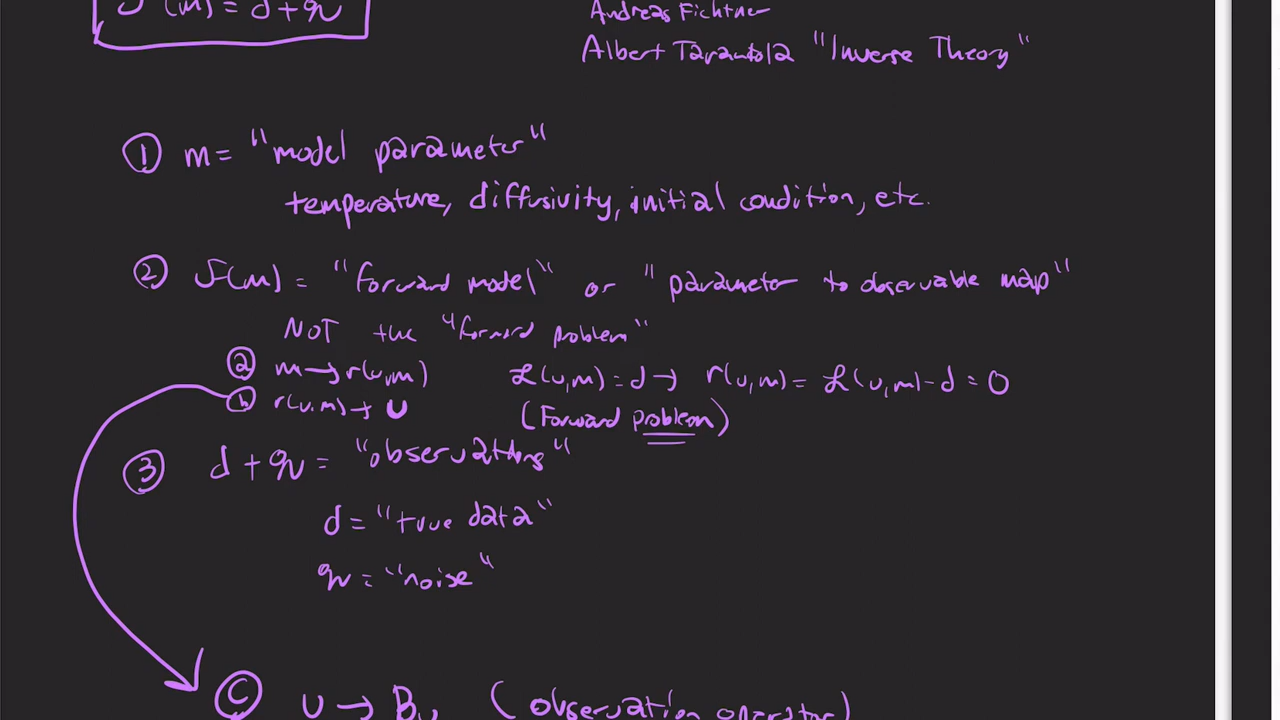 F(m) = d + η
Andreas Fichtner
Albert Tarantola "Inverse Theory"
① m = "model parameter"
temperature, diffusivity, initial condition, etc.
② F(m) = "forward model" or "parameter to observable map"
NOT the "forward problem"
ⓐ m → r(u,m) L(u,m) = d → r(u,m) = L(u,m) - d = 0
ⓑ r(u,m) → u (Forward problem)
③ d + η = "observations"
d = "true data"
η = "noise"
ⓒ u → Bu (observation operator)